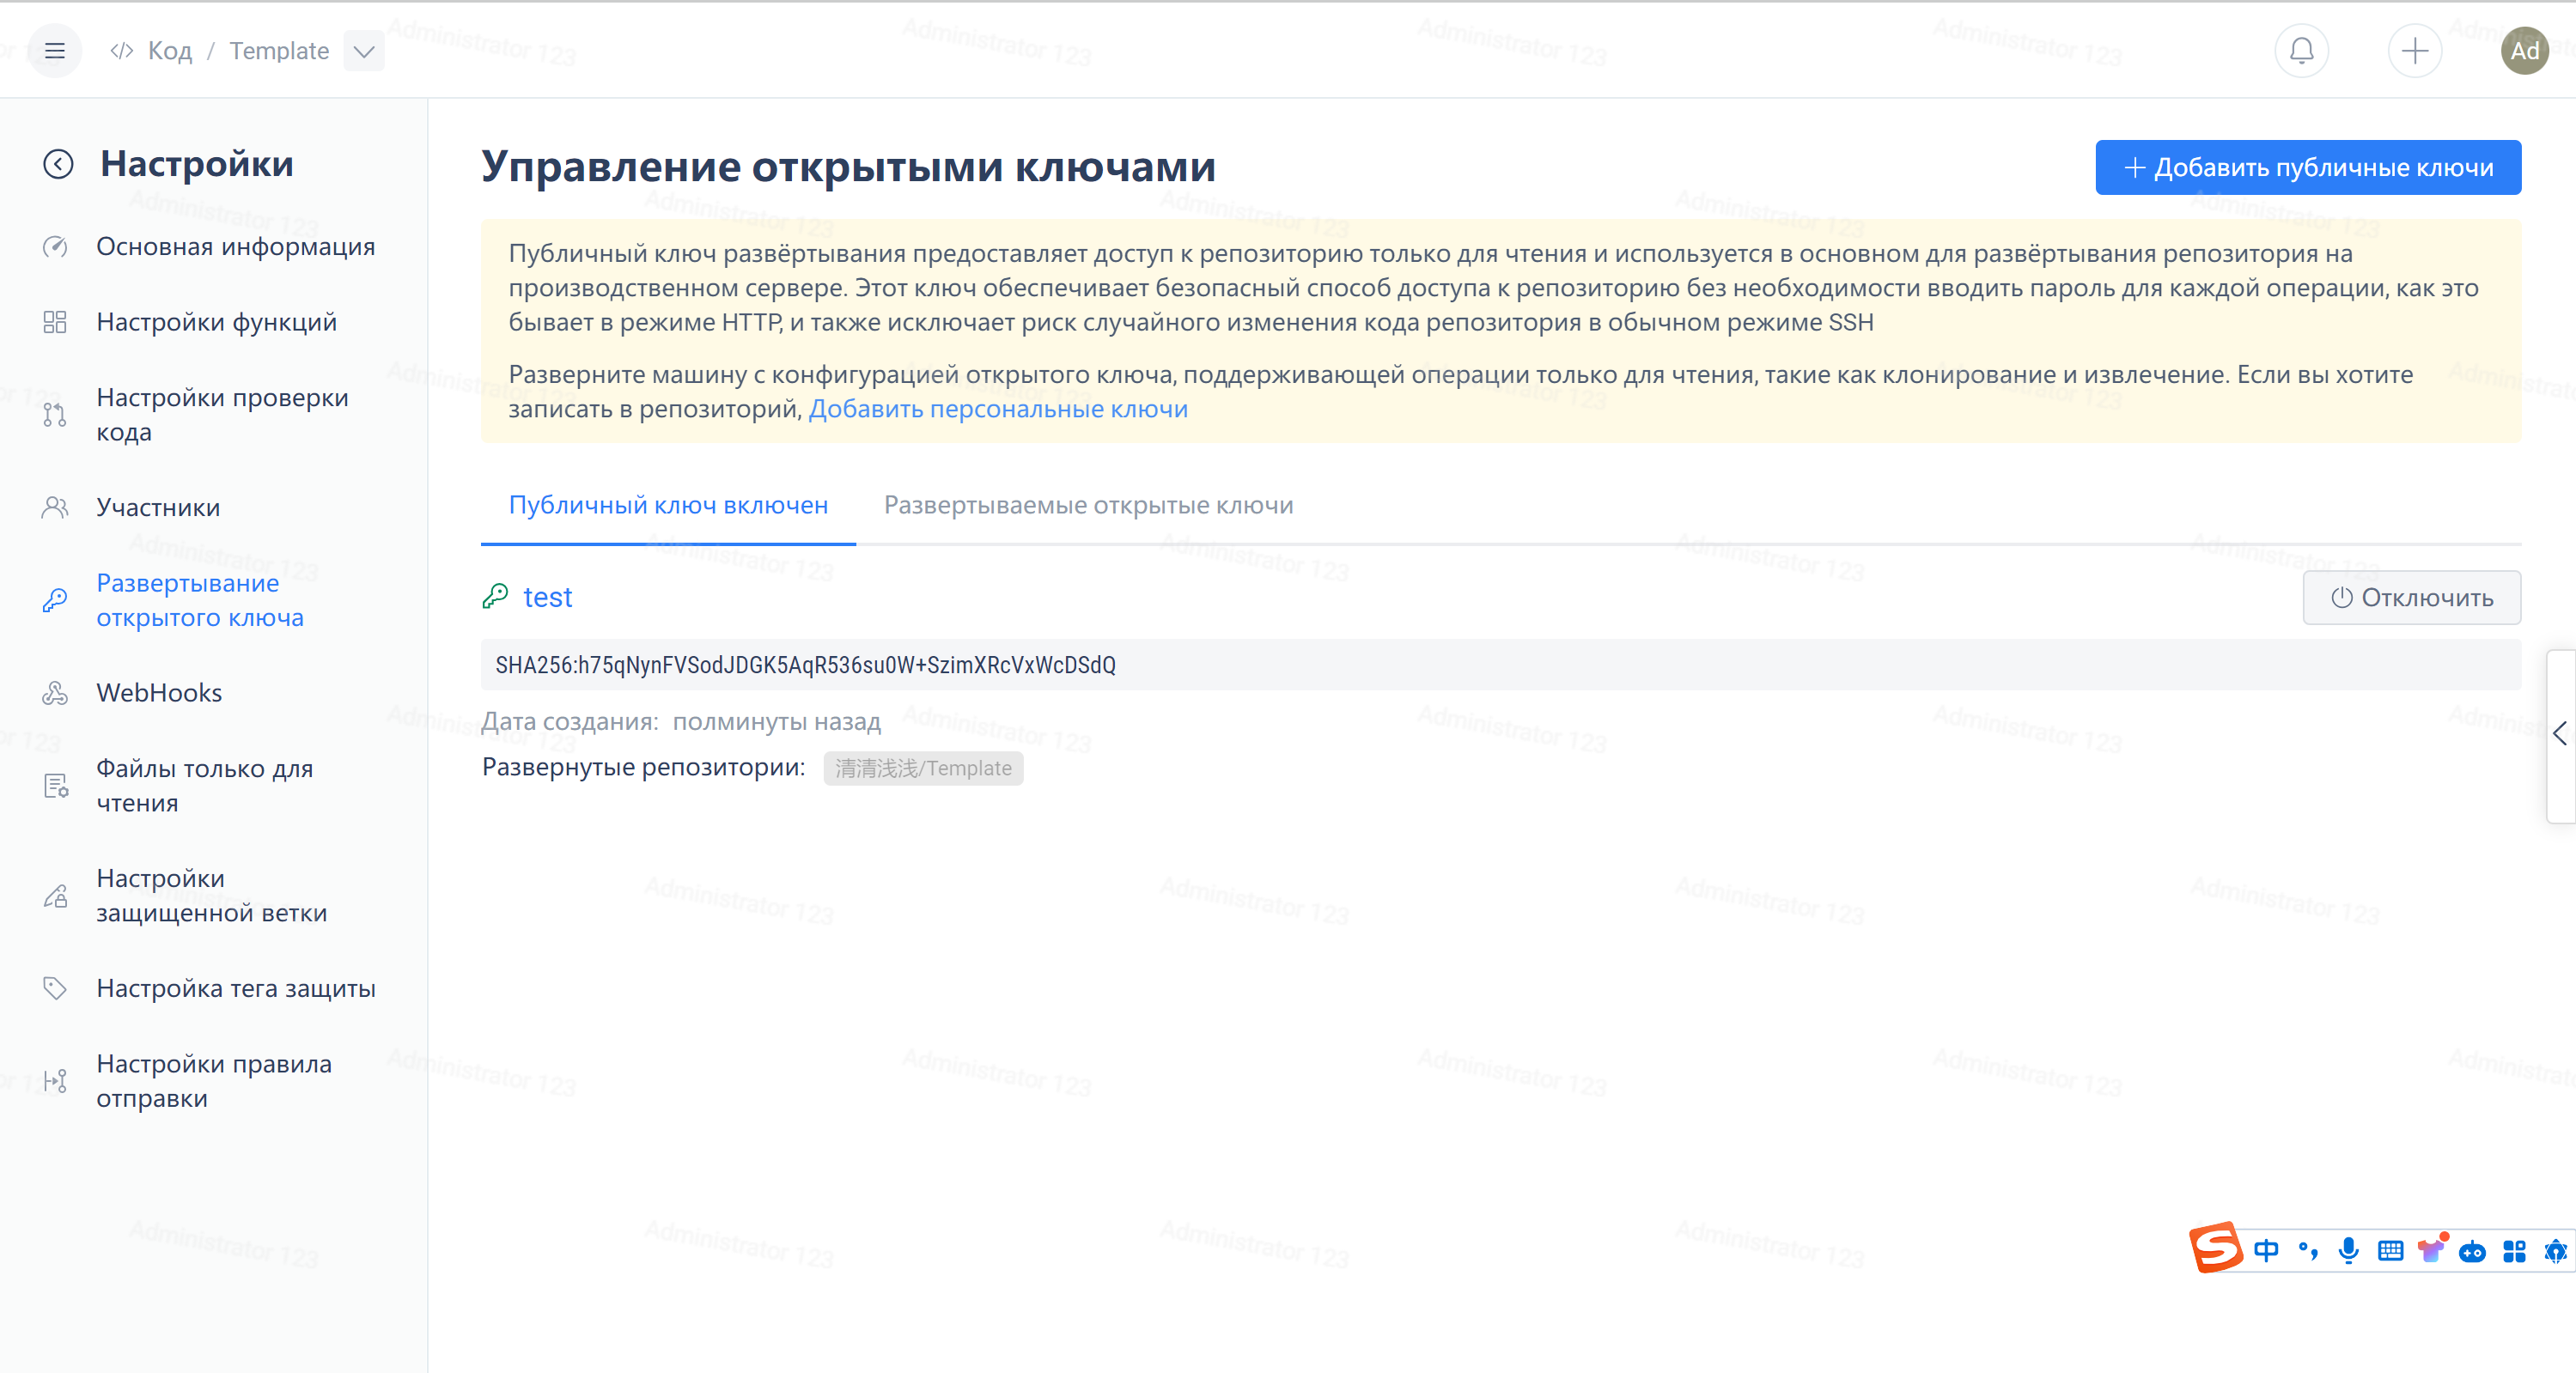 Код / Template
Ad
Настройки
Основная информация
Настройки функций
Настройки проверки
кода
Участники
Развертывание
открытого ключа
WebHooks
Файлы только для
чтения
Настройки
защищенной ветки
Настройка тега защиты
Настройки правила
отправки
Управление открытыми ключами
Добавить публичные ключи
Публичный ключ развёртывания предоставляет доступ к репозиторию только для чтения и используется в основном для развёртывания репозитория на
производственном сервере. Этот ключ обеспечивает безопасный способ доступа к репозиторию без необходимости вводить пароль для каждой операции, как это
бывает в режиме HTTP, и также исключает риск случайного изменения кода репозитория в обычном режиме SSH
Разверните машину с конфигурацией открытого ключа, поддерживающей операции только для чтения, такие как клонирование и извлечение. Если вы хотите
записать в репозиторий, Добавить персональные ключи
Публичный ключ включен
Развертываемые открытые ключи
test
Отключить
SHA256:h75qNynFVSodJDGK5AqR536su0W+SzimXRcVxWcDSdQ
Дата создания: полминуты назад
Развернутые репозитории: 清清浅浅/Template
中
Administrator 123